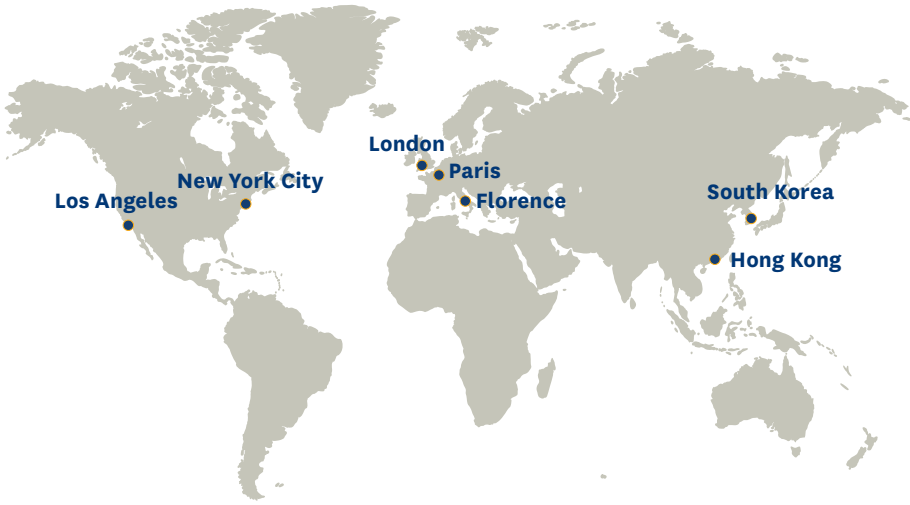 London
Paris
New York City
Los Angeles
Florence
South Korea
Hong Kong